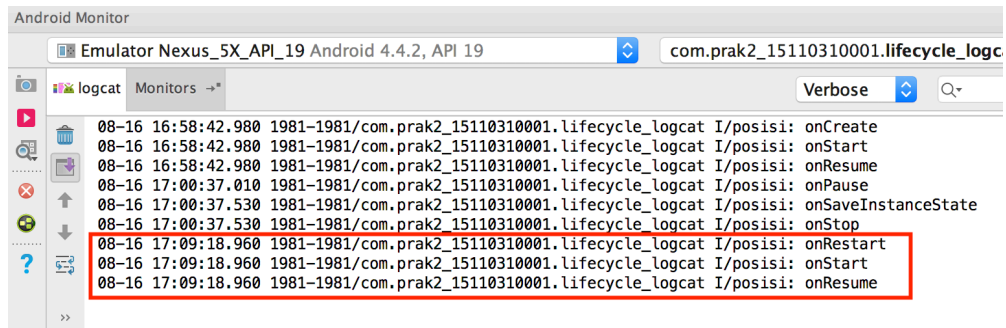 Android Monitor
Emulator Nexus_5X_API_19 Android 4.4.2, API 19
com.prak2_15110310001.lifecycle_logca
logcat
Monitors
Verbose
08-16 16:58:42.980 1981-1981/com.prak2_15110310001.lifecycle_logcat I/posisi: onCreate
08-16 16:58:42.980 1981-1981/com.prak2_15110310001.lifecycle_logcat I/posisi: onStart
08-16 16:58:42.980 1981-1981/com.prak2_15110310001.lifecycle_logcat I/posisi: onResume
08-16 17:00:37.010 1981-1981/com.prak2_15110310001.lifecycle_logcat I/posisi: onPause
08-16 17:00:37.530 1981-1981/com.prak2_15110310001.lifecycle_logcat I/posisi: onSaveInstanceState
08-16 17:00:37.530 1981-1981/com.prak2_15110310001.lifecycle_logcat I/posisi: onStop
08-16 17:09:18.960 1981-1981/com.prak2_15110310001.lifecycle_logcat I/posisi: onRestart
08-16 17:09:18.960 1981-1981/com.prak2_15110310001.lifecycle_logcat I/posisi: onStart
08-16 17:09:18.960 1981-1981/com.prak2_15110310001.lifecycle_logcat I/posisi: onResume
?
>>